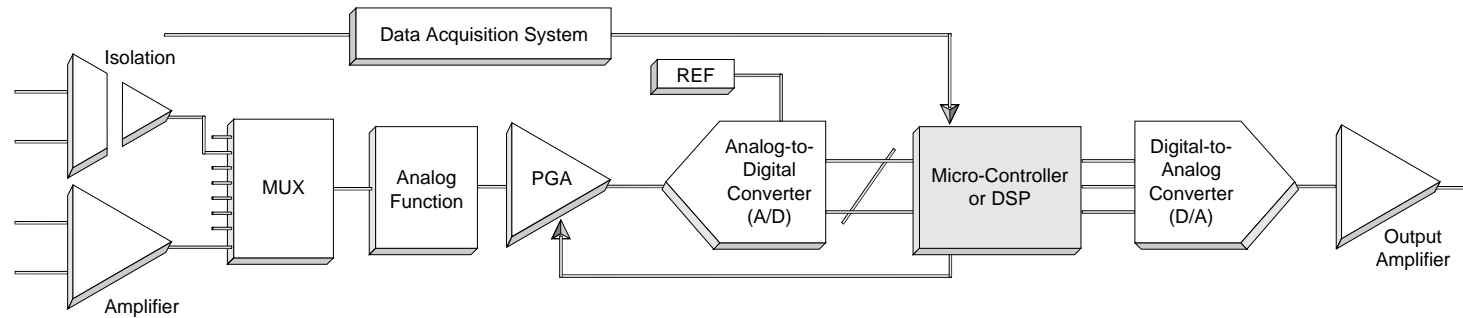 Data Acquisition System
Isolation
REF
MUX
Analog
Function
PGA
Analog-to-
Digital
Converter
(A/D)
Micro-Controller
or DSP
Digital-to-
Analog
Converter
(D/A)
Output
Amplifier
Amplifier